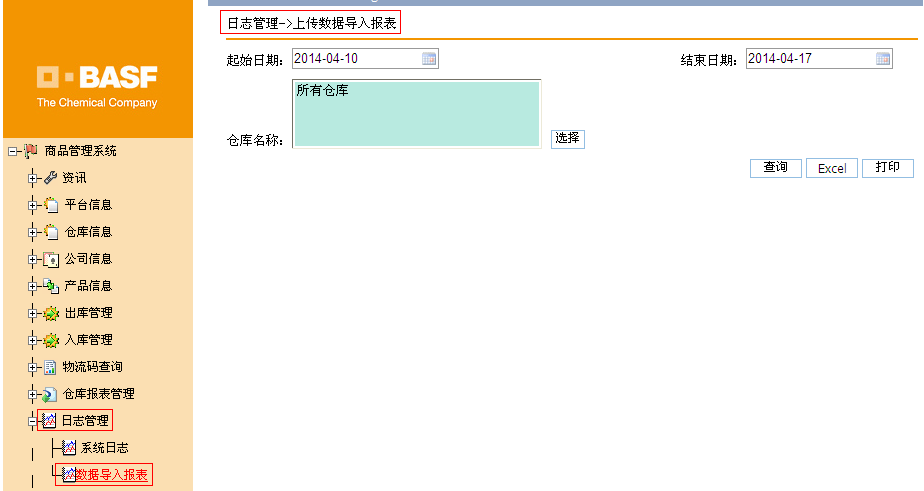 BASF
The Chemical Company
商品管理系统
资讯
平台信息
仓库信息
公司信息
产品信息
出库管理
入库管理
物流码查询
仓库报表管理
日志管理
系统日志
数据导入报表
日志管理->上传数据导入报表
起始日期: 2014-04-10 结束日期: 2014-04-17
所有仓库
仓库名称: 选择
查询 Excel 打印